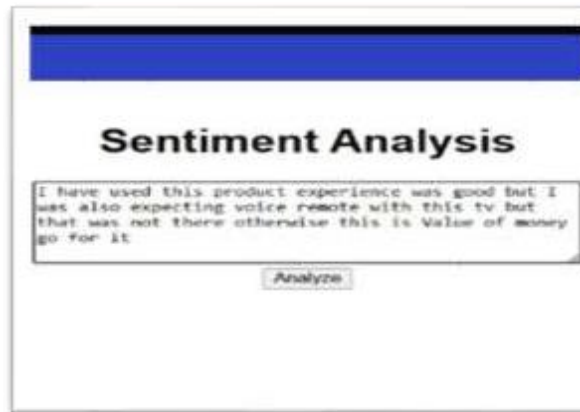 Sentiment Analysis
I have used this product experience was good but I
was also expecting voice remote with this tv but
that was not there otherwise this is Value of money
go for it
Analyze